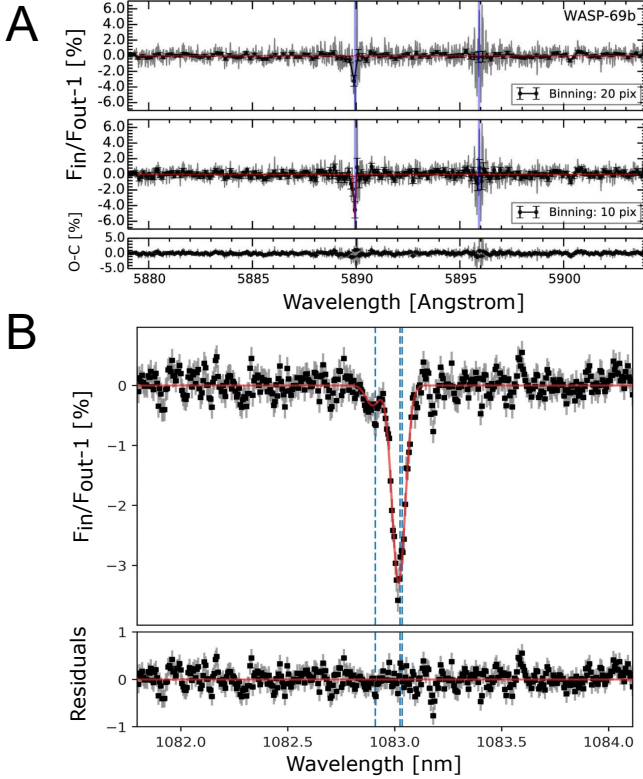 A
6.0
4.0
2.0
0.0
-2.0
-4.0
-6.0
WASP-69b
Binning: 20 pix
Fin/Fout-1 [%]
6.0
4.0
2.0
0.0
-2.0
-4.0
-6.0
Binning: 10 pix
O-C [%]
5.0
0.0
-5.0
5880 5885 5890 5895 5900
Wavelength [Angstrom]
B
Fin/Fout-1 [%]
0
−1
−2
−3
Residuals
1
0
−1
1082.0 1082.5 1083.0 1083.5 1084.0
Wavelength [nm]